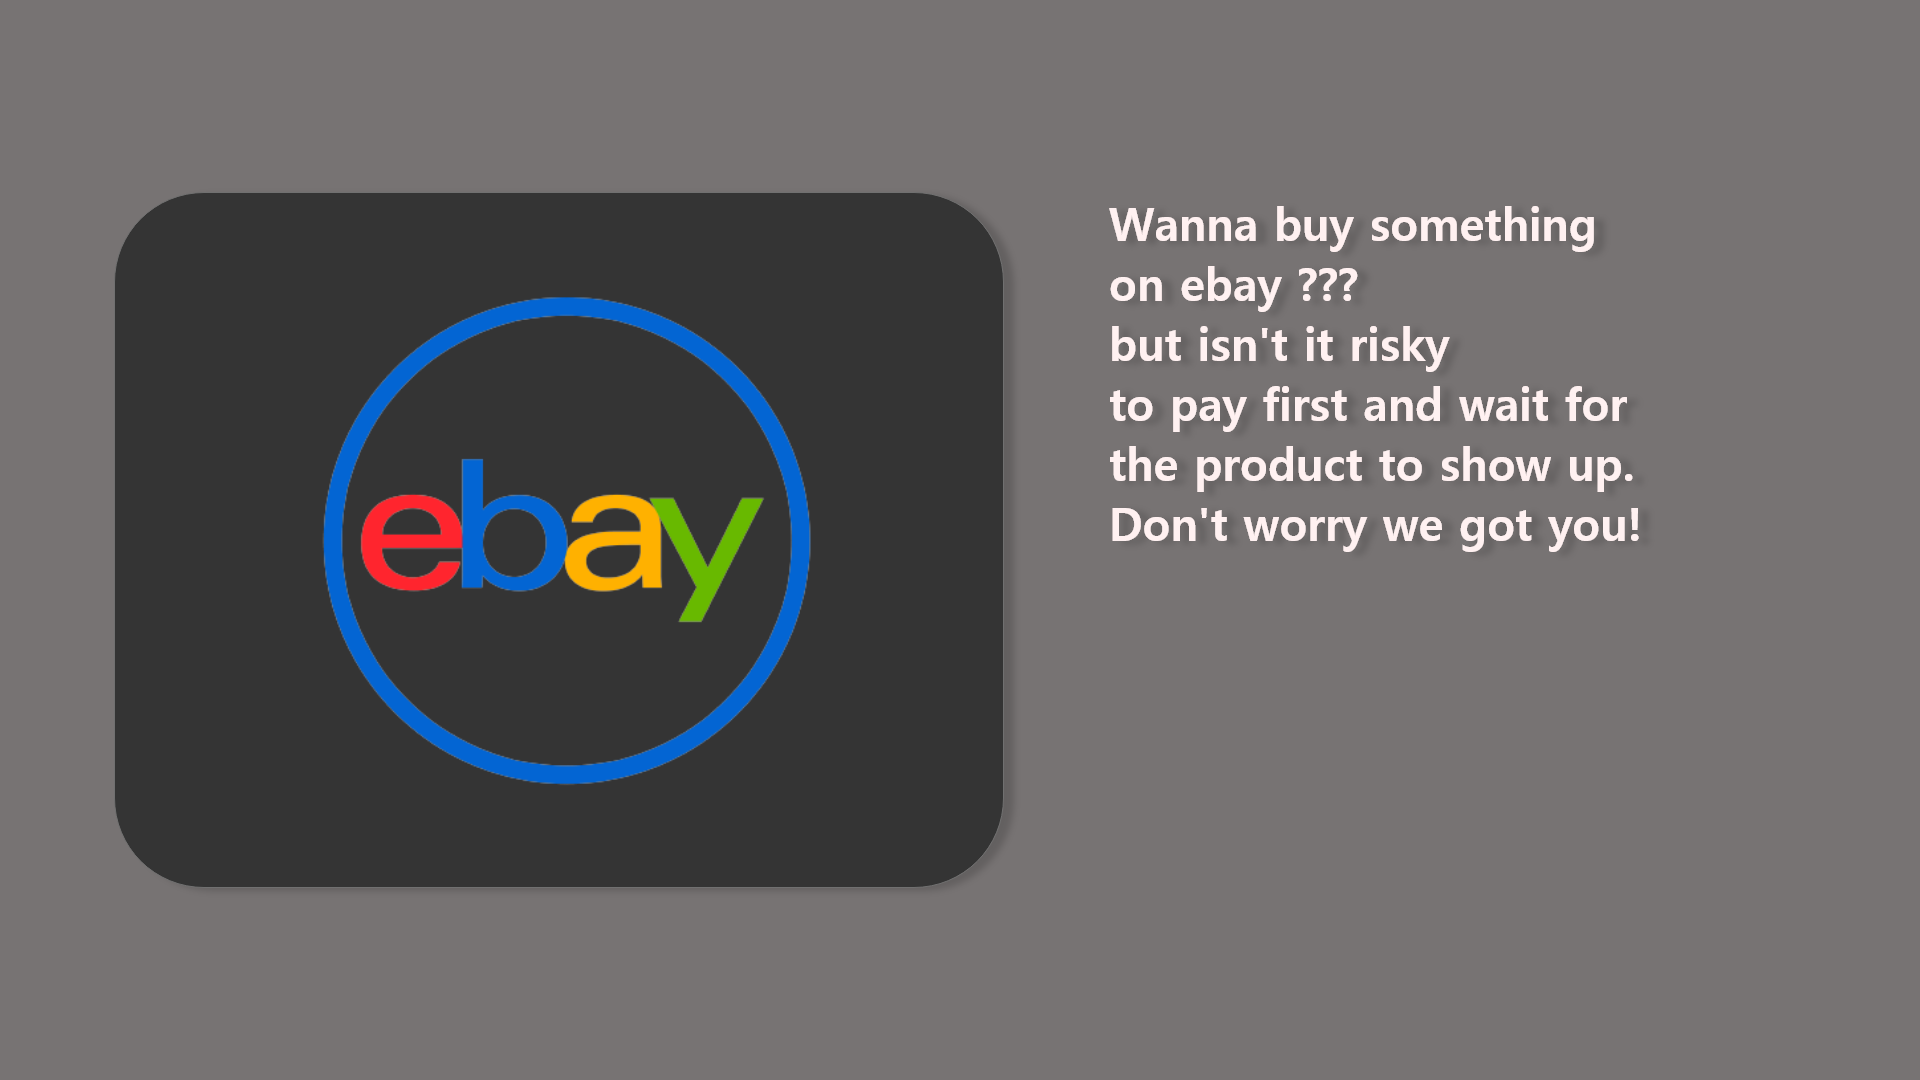 ebay
Wanna buy something
on ebay ???
but isn't it risky
to pay first and wait for
the product to show up.
Don't worry we got you!